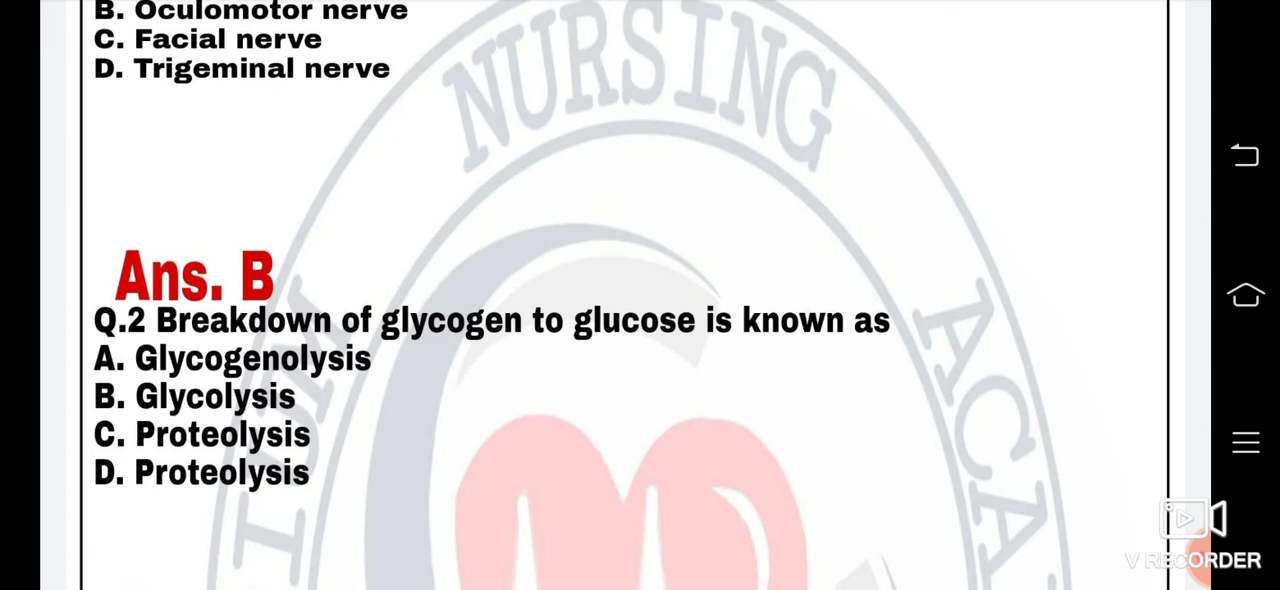 B. Oculomotor nerve
C. Facial nerve
D. Trigeminal nerve
NURSING
ACA
Ans. B
Q.2 Breakdown of glycogen to glucose is known as
A. Glycogenolysis
B. Glycolysis
C. Proteolysis
D. Proteolysis
V RECORDER